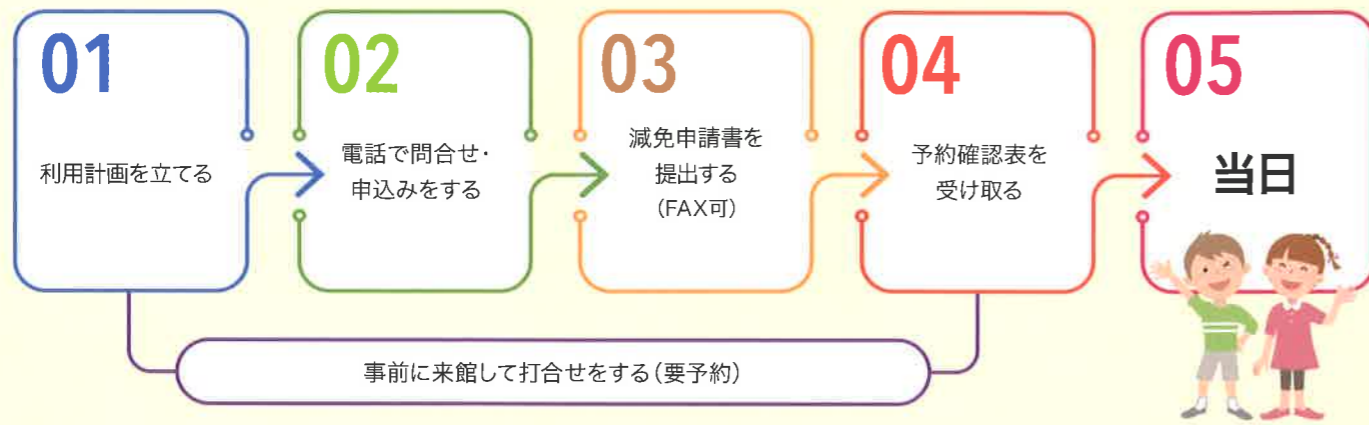 01
利用計画を立てる
02
電話で問合せ・
申込みをする
03
減免申請書を
提出する
(FAX可)
04
予約確認表を
受け取る
05
当日
事前に来館して打合せをする(要予約)